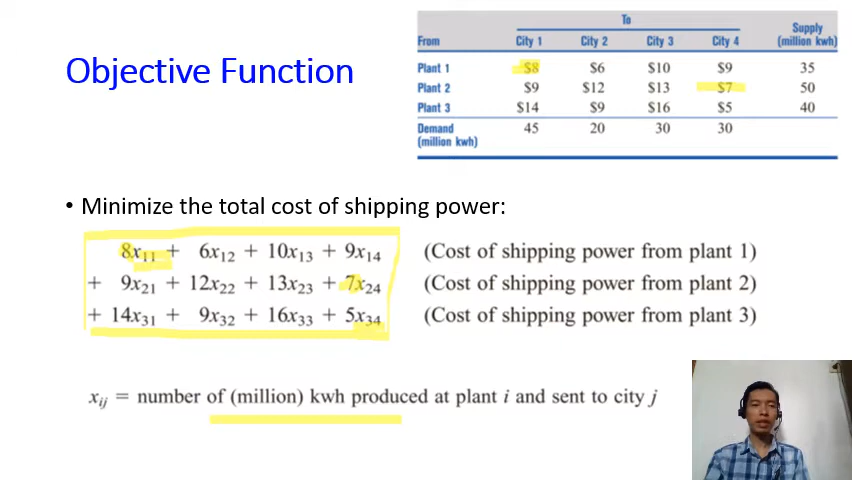 Objective Function
To
From City 1 City 2 City 3 City 4 Supply (million kwh)
Plant 1 $8 $6 $10 $9 35
Plant 2 $9 $12 $13 $7 50
Plant 3 $14 $9 $16 $5 40
Demand (million kwh) 45 20 30 30
• Minimize the total cost of shipping power:
8x₁₁ + 6x₁₂ + 10x₁₃ + 9x₁₄ (Cost of shipping power from plant 1)
+ 9x₂₁ + 12x₂₂ + 13x₂₃ + 7x₂₄ (Cost of shipping power from plant 2)
+ 14x₃₁ + 9x₃₂ + 16x₃₃ + 5x₃₄ (Cost of shipping power from plant 3)
xᵢⱼ = number of (million) kwh produced at plant i and sent to city j